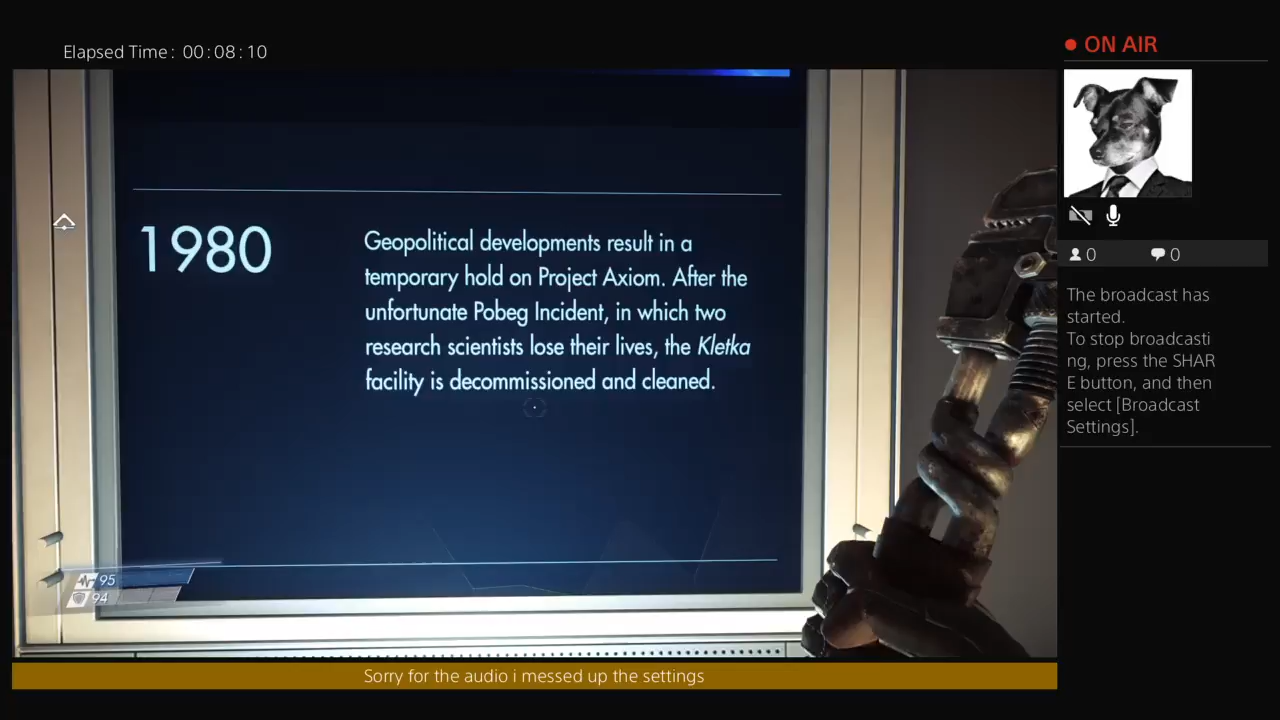 Elapsed Time: 00:08:10
ON AIR
1980
Geopolitical developments result in a
temporary hold on Project Axiom. After the
unfortunate Pobeg Incident, in which two
research scientists lose their lives, the Kletka
facility is decommissioned and cleaned.
95
94
0
0
The broadcast has
started.
To stop broadcasti
ng, press the SHAR
E button, and then
select [Broadcast
Settings].
Sorry for the audio i messed up the settings